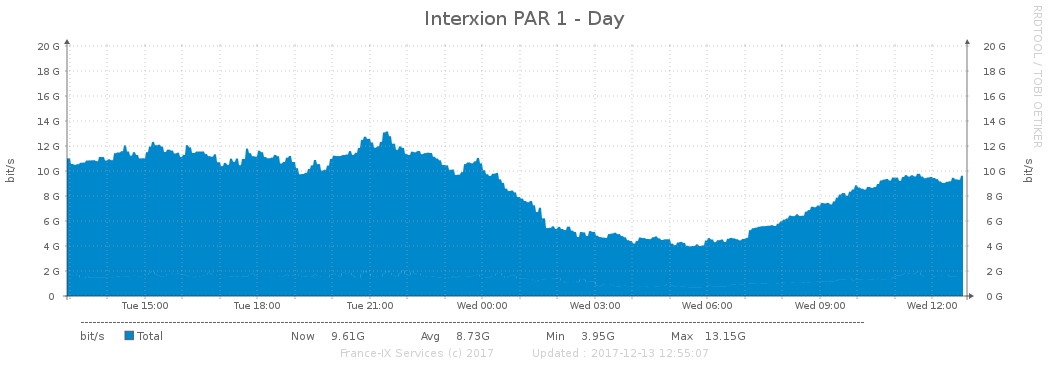 Interxion PAR 1 - Day
RRDTOOL / TOBI OETIKER
20 G 20 G
18 G 18 G
16 G 16 G
14 G 14 G
12 G 12 G
10 G 10 G
8 G 8 G
6 G 6 G
4 G 4 G
2 G 2 G
0 0 G
bit/s
bit/s
Tue 15:00 Tue 18:00 Tue 21:00 Wed 00:00 Wed 03:00 Wed 06:00 Wed 09:00 Wed 12:00
bit/s Total Now 9.61G Avg 8.73G Min 3.95G Max 13.15G
France-IX Services (c) 2017 Updated : 2017-12-13 12:55:07